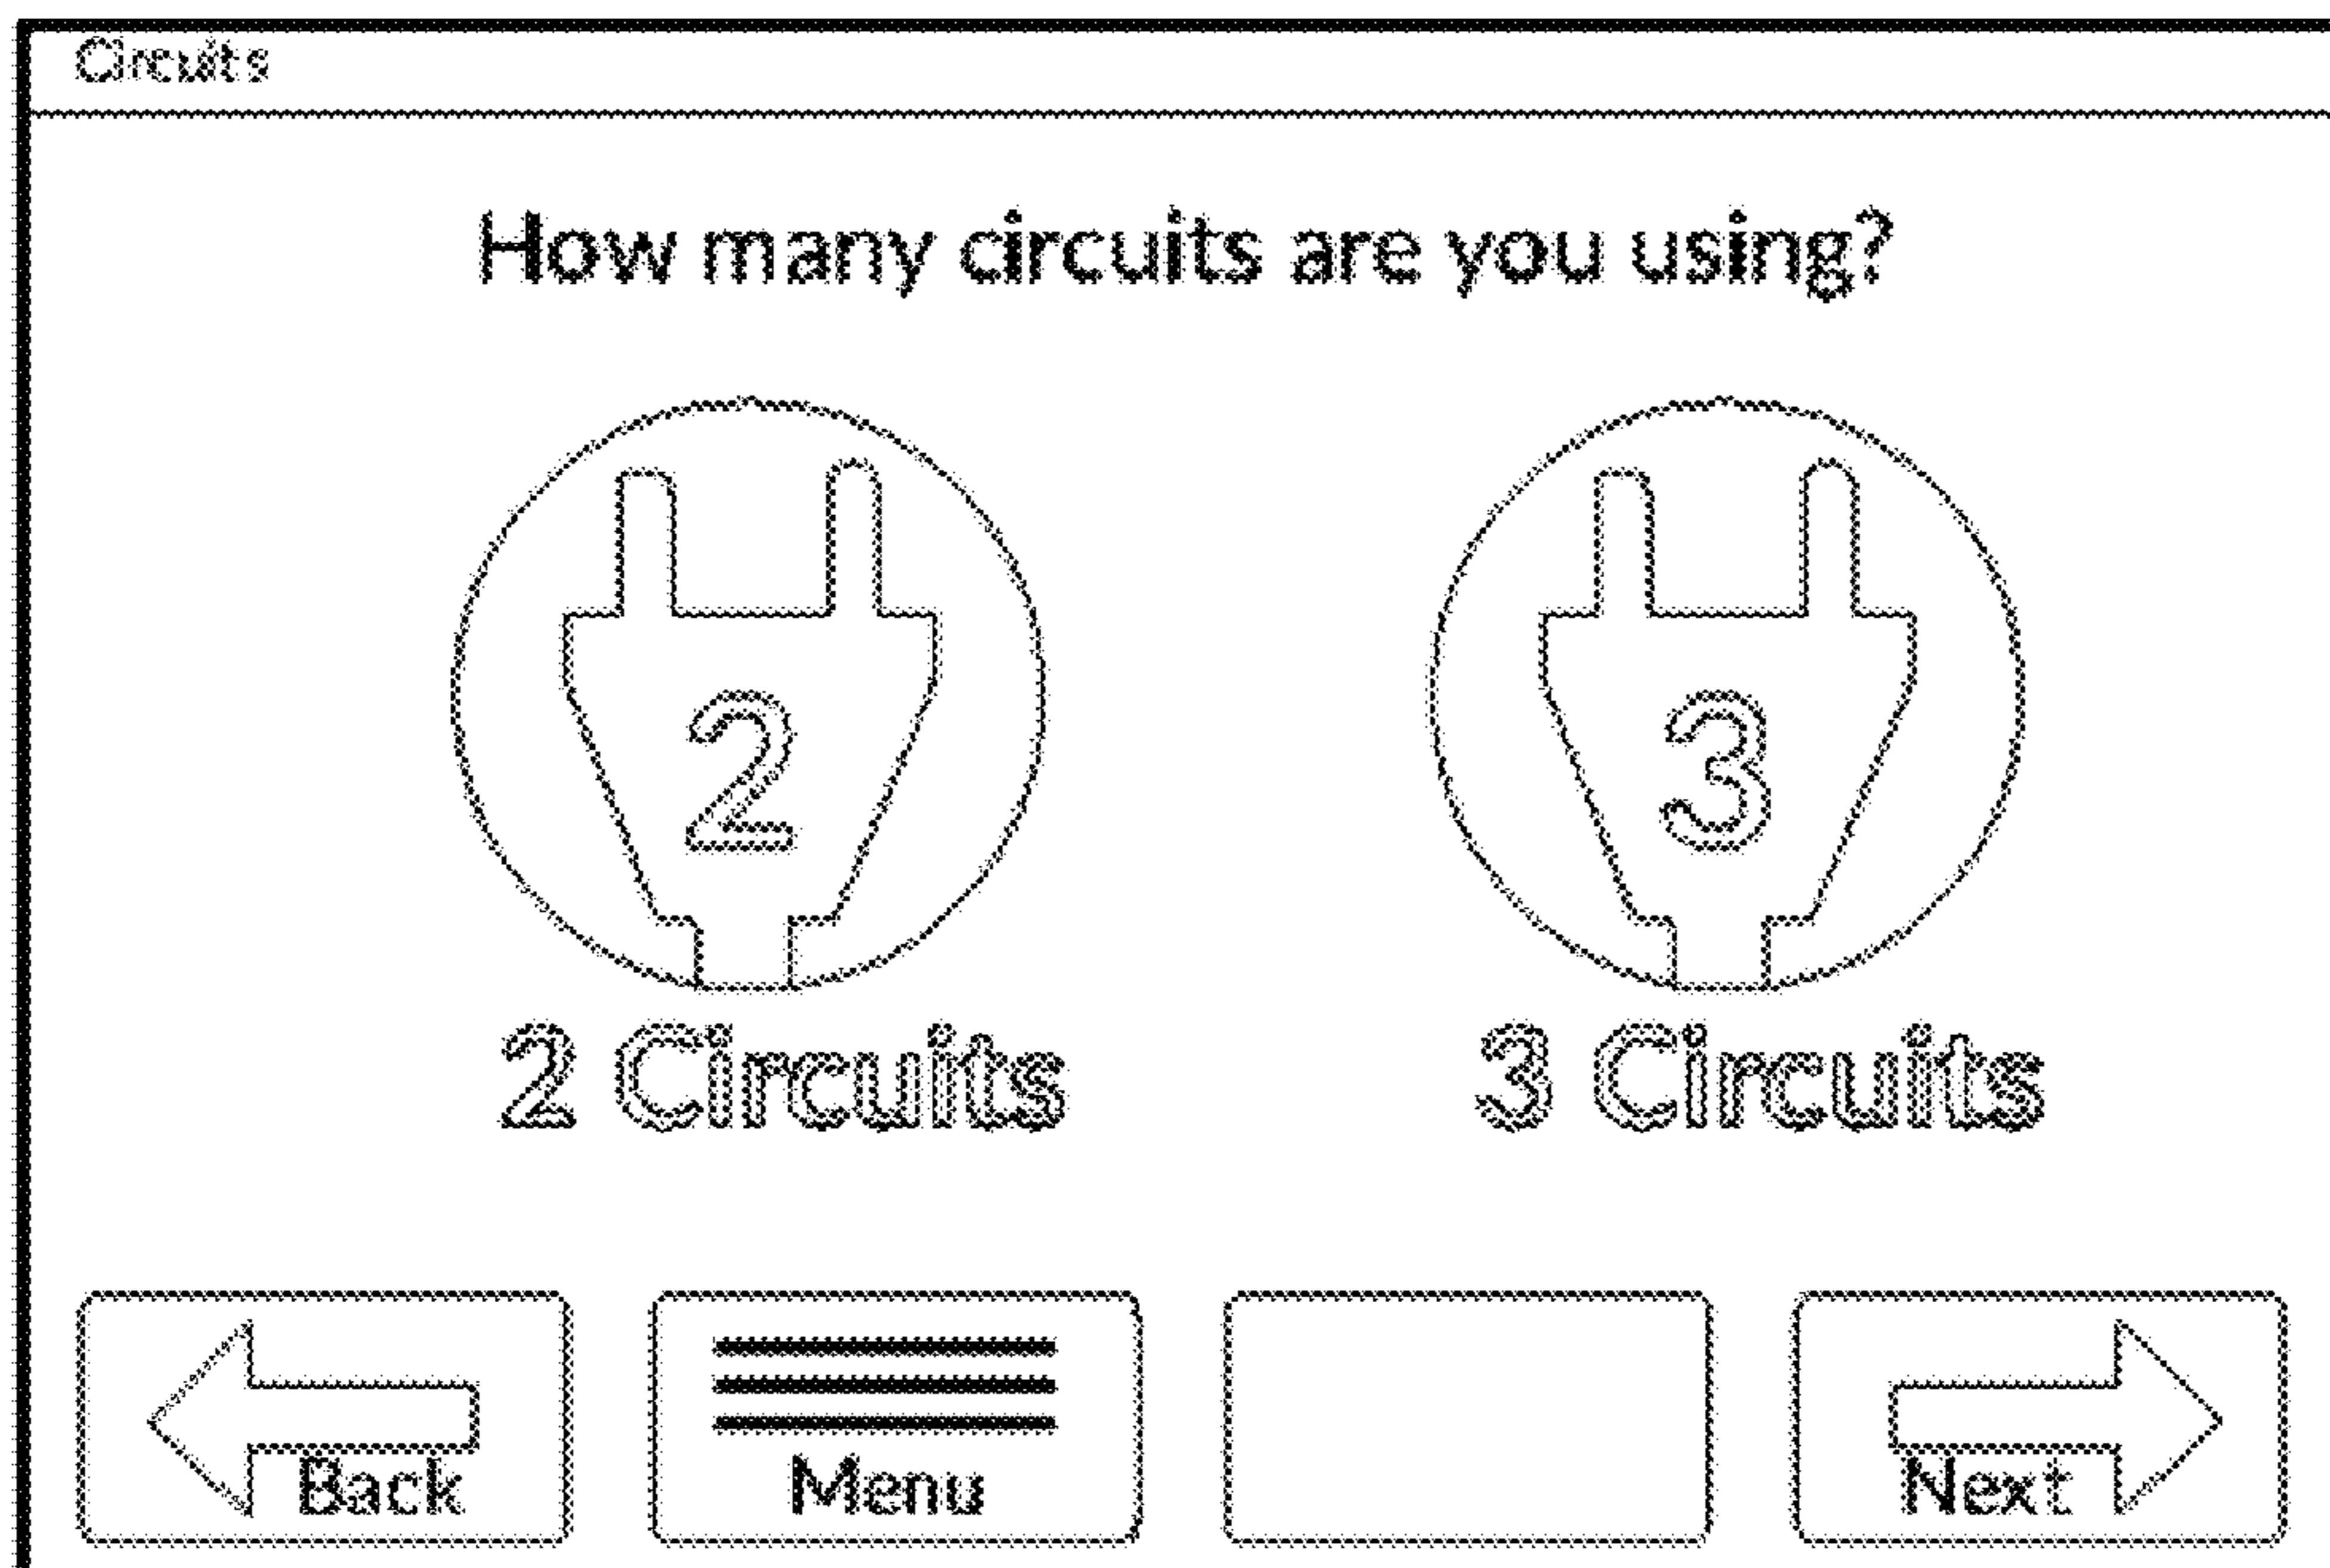 Circuits
How many circuits are you using?
2 3
2 Circuits 3 Circuits
Back Menu Next